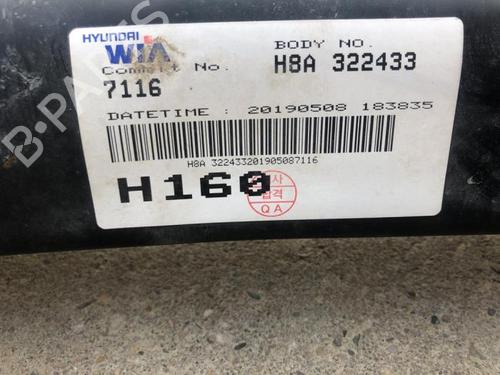 HYUNDAI
WIA
BODY NO.
Commit No.
H8A 322433
7116
DATETIME : 20190508 183835
H8A 322433201905087116
H160
검사
합격
QA
B-PARTS